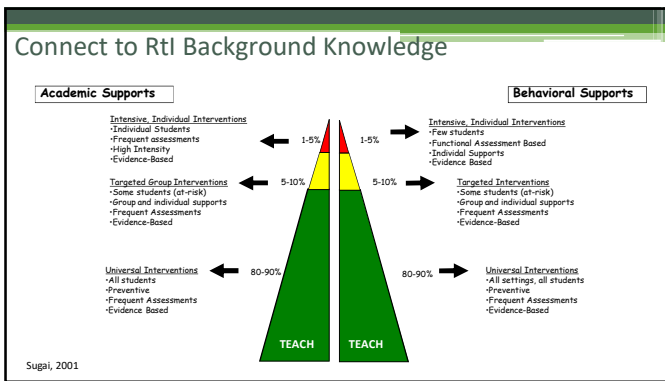 Connect to RtI Background Knowledge
Academic Supports
Behavioral Supports
Intensive, Individual Interventions
•Individual Students
•Frequent assessments
•High Intensity
•Evidence-Based
1-5%
1-5%
Intensive, Individual Interventions
•Few students
•Functional Assessment Based
•Individal Supports
•Evidence Based
Targeted Group Interventions
•Some students (at-risk)
•Group and individual supports
•Frequent Assessments
•Evidence-Based
5-10%
5-10%
Targeted Interventions
•Some students (at-risk)
•Group and individual supports
•Frequent Assessments
•Evidence-Based
Universal Interventions
•All students
•Preventive
•Frequent Assessments
•Evidence Based
80-90%
80-90%
Universal Interventions
•All settings, all students
•Preventive
•Frequent Assessments
•Evidence-Based
TEACH
TEACH
Sugai, 2001